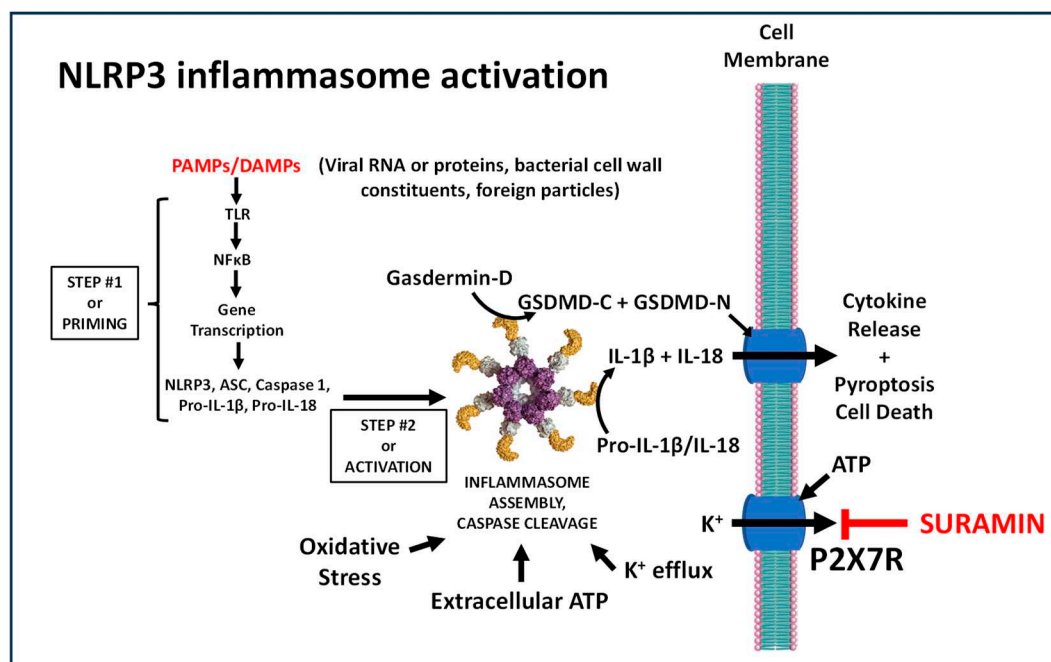 NLRP3 inflammasome activation
Cell
Membrane
PAMPs/DAMPs
(Viral RNA or proteins, bacterial cell wall
constituents, foreign particles)
TLR
NFκB
Gene
Transcription
NLRP3, ASC, Caspase 1,
Pro-IL-1β, Pro-IL-18
STEP #1
or
PRIMING
STEP #2
or
ACTIVATION
Gasdermin-D
GSDMD-C + GSDMD-N
IL-1β + IL-18
Pro-IL-1β/IL-18
Cytokine
Release
+
Pyroptosis
Cell Death
INFLAMMASOME
ASSEMBLY,
CASPASE CLEAVAGE
Oxidative
Stress
Extracellular ATP
K⁺ efflux
ATP
K⁺
SURAMIN
P2X7R